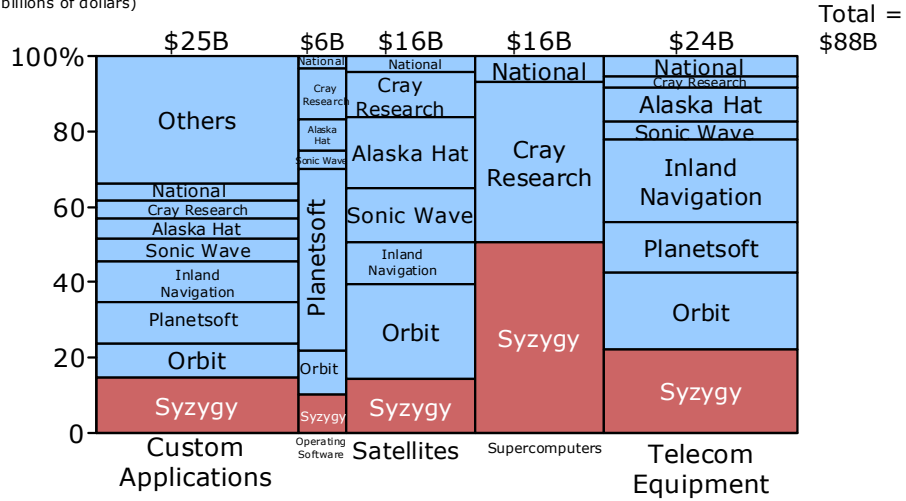 billions of dollars)
Total =
$88B
$25B $6B $16B $16B $24B
100%
80
60
40
20
0
Others
National
Cray Research
Alaska Hat
Sonic Wave
Inland
Navigation
Planetsoft
Orbit
Syzygy
National
Cray
Research
Alaska
Hat
Sonic Wave
Planetsoft
Orbit
Syzygy
National
Cray
Research
Alaska Hat
Sonic Wave
Inland
Navigation
Orbit
Syzygy
National
Cray
Research
Syzygy
National
Cray Research
Alaska Hat
Sonic Wave
Inland
Navigation
Planetsoft
Orbit
Syzygy
Custom
Applications
Operating
Software
Satellites
Supercomputers
Telecom
Equipment